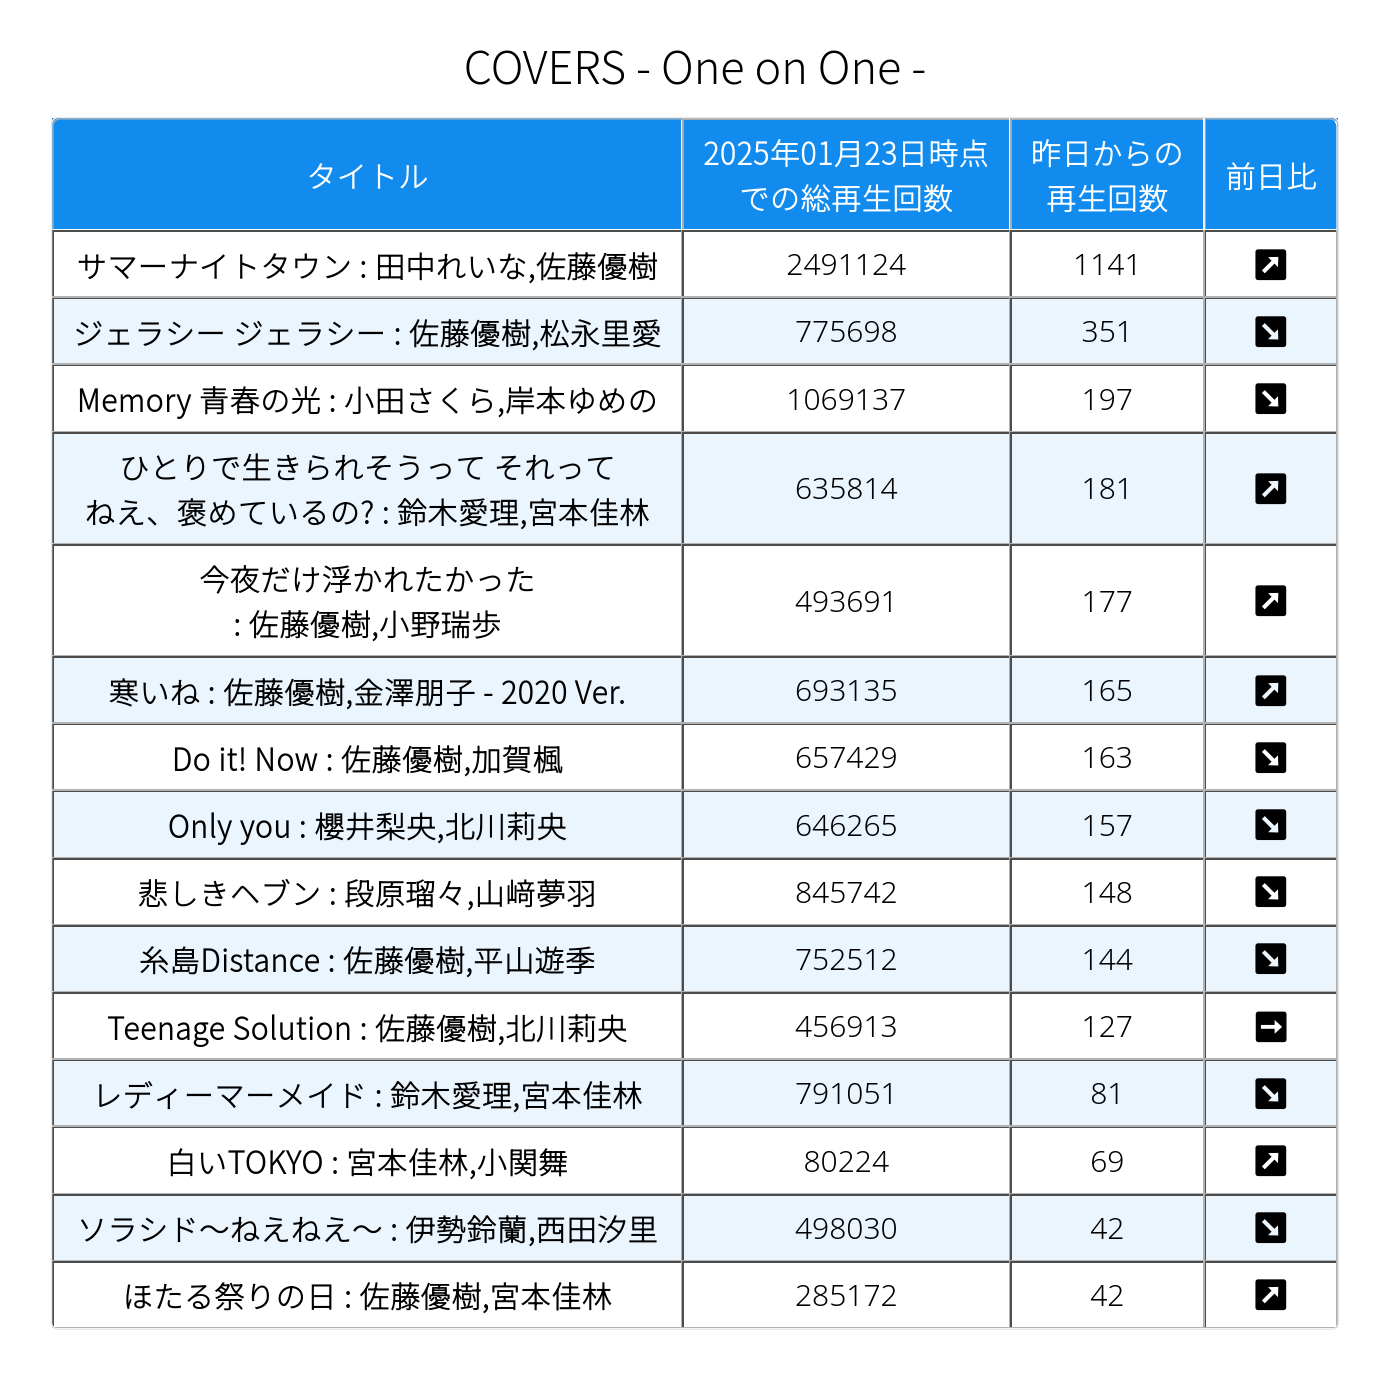 COVERS - One on One -
タイトル
2025年01月23日時点
での総再生回数
昨日からの
再生回数
前日比
サマーナイトタウン : 田中れいな,佐藤優樹 2491124 1141
ジェラシー ジェラシー : 佐藤優樹,松永里愛 775698 351
Memory 青春の光 : 小田さくら,岸本ゆめの 1069137 197
ひとりで生きられそうって それって
ねえ、褒めているの? : 鈴木愛理,宮本佳林 635814 181
今夜だけ浮かれたかった
: 佐藤優樹,小野瑞歩 493691 177
寒いね : 佐藤優樹,金澤朋子 - 2020 Ver. 693135 165
Do it! Now : 佐藤優樹,加賀楓 657429 163
Only you : 櫻井梨央,北川莉央 646265 157
悲しきヘブン : 段原瑠々,山﨑夢羽 845742 148
糸島Distance : 佐藤優樹,平山遊季 752512 144
Teenage Solution : 佐藤優樹,北川莉央 456913 127
レディーマーメイド : 鈴木愛理,宮本佳林 791051 81
白いTOKYO : 宮本佳林,小関舞 80224 69
ソラシド〜ねえねえ〜 : 伊勢鈴蘭,西田汐里 498030 42
ほたる祭りの日 : 佐藤優樹,宮本佳林 285172 42